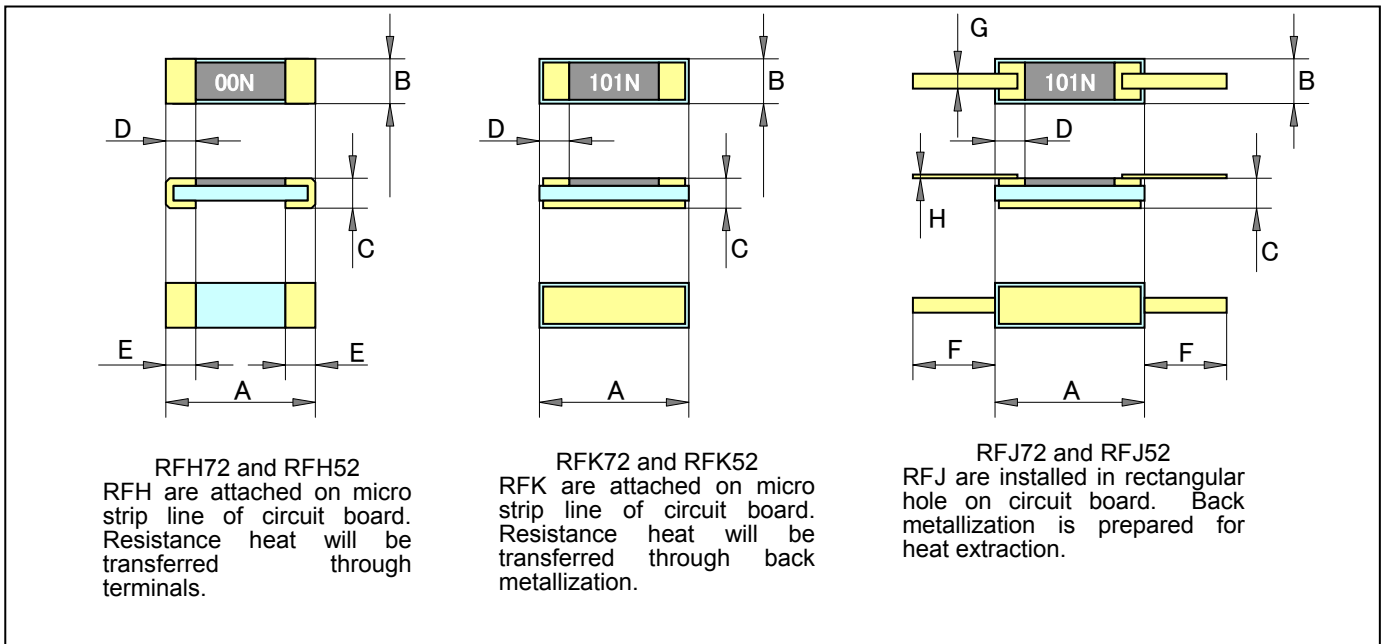 00N
B
D
C
E
E
A
RFH72 and RFH52
RFH are attached on micro
strip line of circuit board.
Resistance heat will be
transferred through
terminals.
101N
B
D
C
A
RFK72 and RFK52
RFK are attached on micro
strip line of circuit board.
Resistance heat will be
transferred through back
metallization.
G
101N
B
D
H
C
F
F
A
RFJ72 and RFJ52
RFJ are installed in rectangular
hole on circuit board. Back
metallization is prepared for
heat extraction.